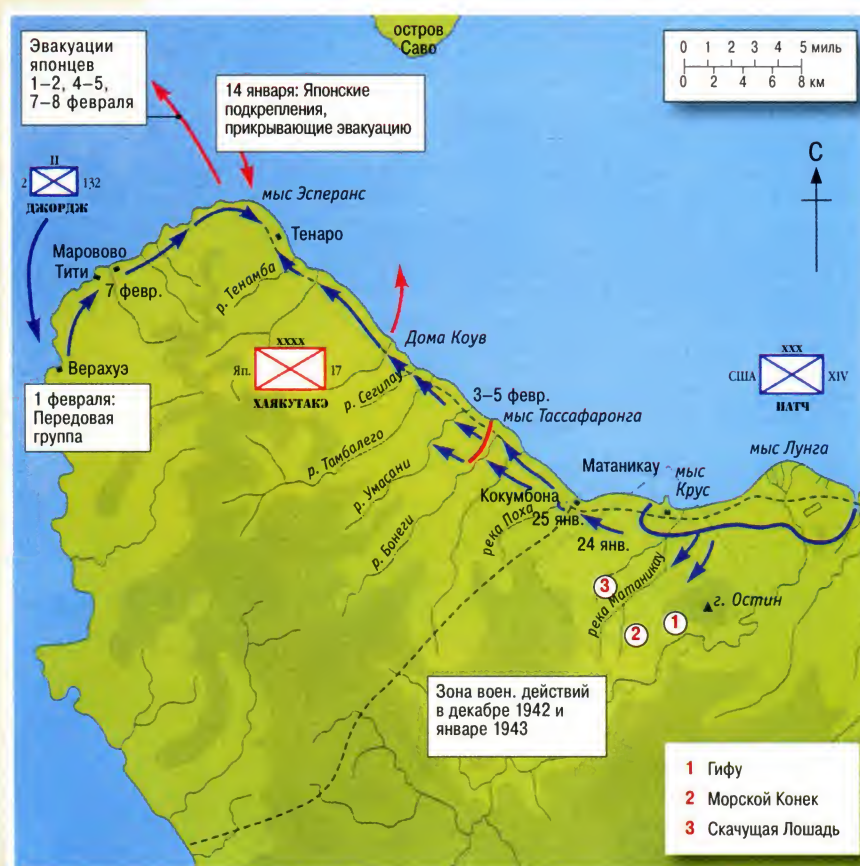 остров
Саво
Эвакуации
японцев
1–2, 4–5,
7–8 февраля
14 января: Японские
подкрепления,
прикрывающие эвакуацию
0 1 2 3 4 5 миль
0 2 4 6 8 км
С
II
2 132
ДЖОРДЖ
мыс Эсперанс
Тенаро
Маровово
Тити
7 февр.
р. Тенамба
Верахуэ
1 февраля:
Передовая
группа
XXXX
Яп. 17
ХАЯКУТАКЭ
Дома Коув
р. Сегилау
3–5 февр.
мыс Тассафаронга
XXX
США XIV
ПАТЧ
р. Тамбалего
р. Умасани
р. Бонеги
Кокумбона
река Поха
25 янв.
24 янв.
Матаникау
мыс
Крус
мыс Лунга
река Матаникау
г. Остин
3
2
1
Зона воен. действий
в декабре 1942 и
январе 1943
1 Гифу
2 Морской Конек
3 Скачущая Лошадь